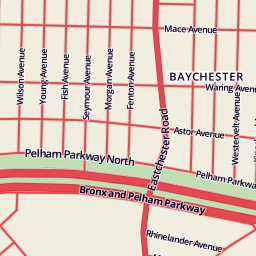 Mace Avenue
BAYCHESTER
Waring Avenue
Wilson Avenue
Young Avenue
Fish Avenue
Seymour Avenue
Morgan Avenue
Fenton Avenue
Eastchester Road
Astor Avenue
Westervelt Avenue
Pelham Parkway North
Pelham Parkwa
Bronx and Pelham Parkway
Rhinelander Avenue